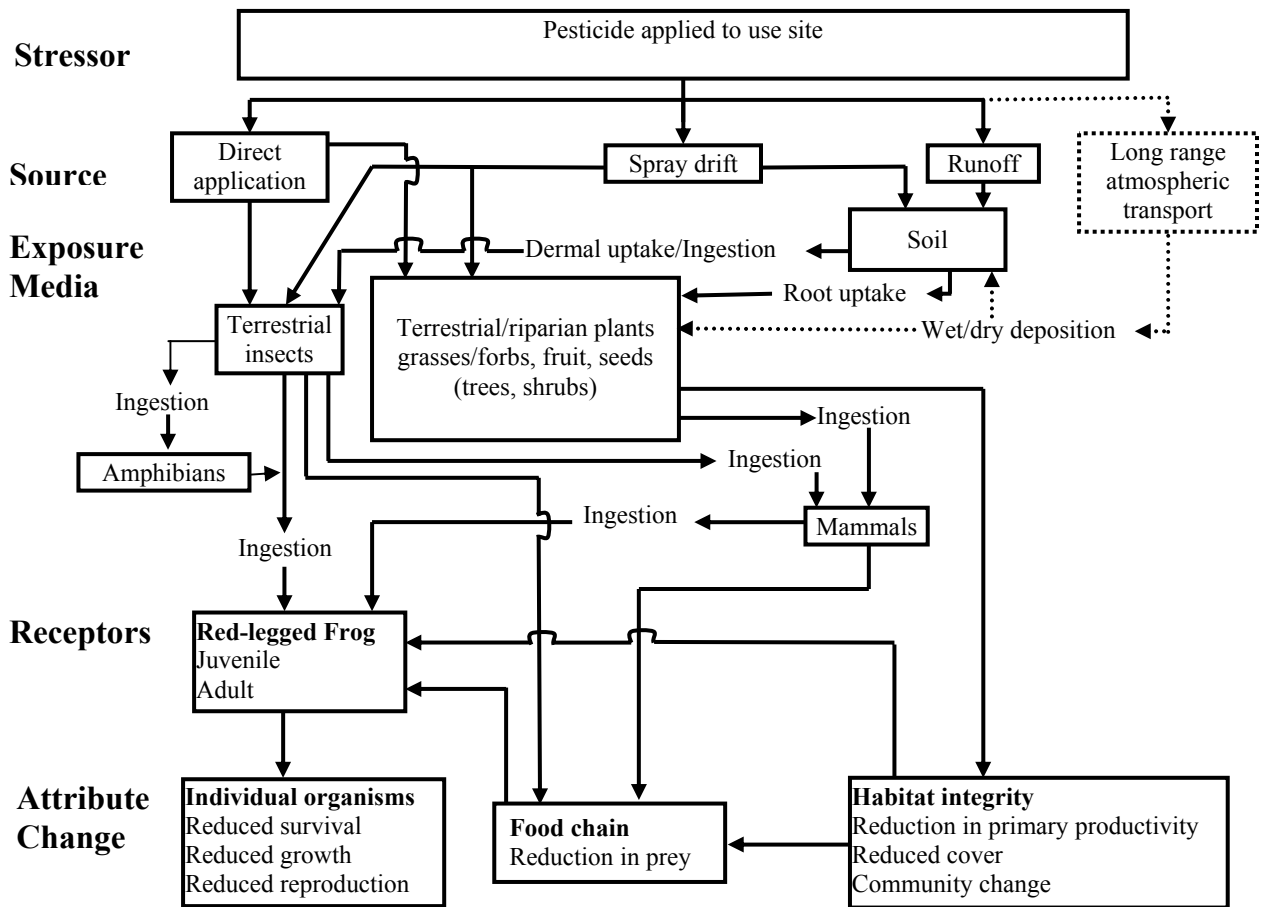 Pesticide applied to use site
Stressor
Direct
application
Spray drift
Runoff
Long range
atmospheric
transport
Source
Exposure
Media
Dermal uptake/Ingestion
Soil
Root uptake
Wet/dry deposition
Terrestrial
insects
Terrestrial/riparian plants
grasses/forbs, fruit, seeds
(trees, shrubs)
Ingestion
Ingestion
Ingestion
Amphibians
Ingestion
Mammals
Ingestion
Receptors
Red-legged Frog
Juvenile
Adult
Attribute
Change
Individual organisms
Reduced survival
Reduced growth
Reduced reproduction
Food chain
Reduction in prey
Habitat integrity
Reduction in primary productivity
Reduced cover
Community change